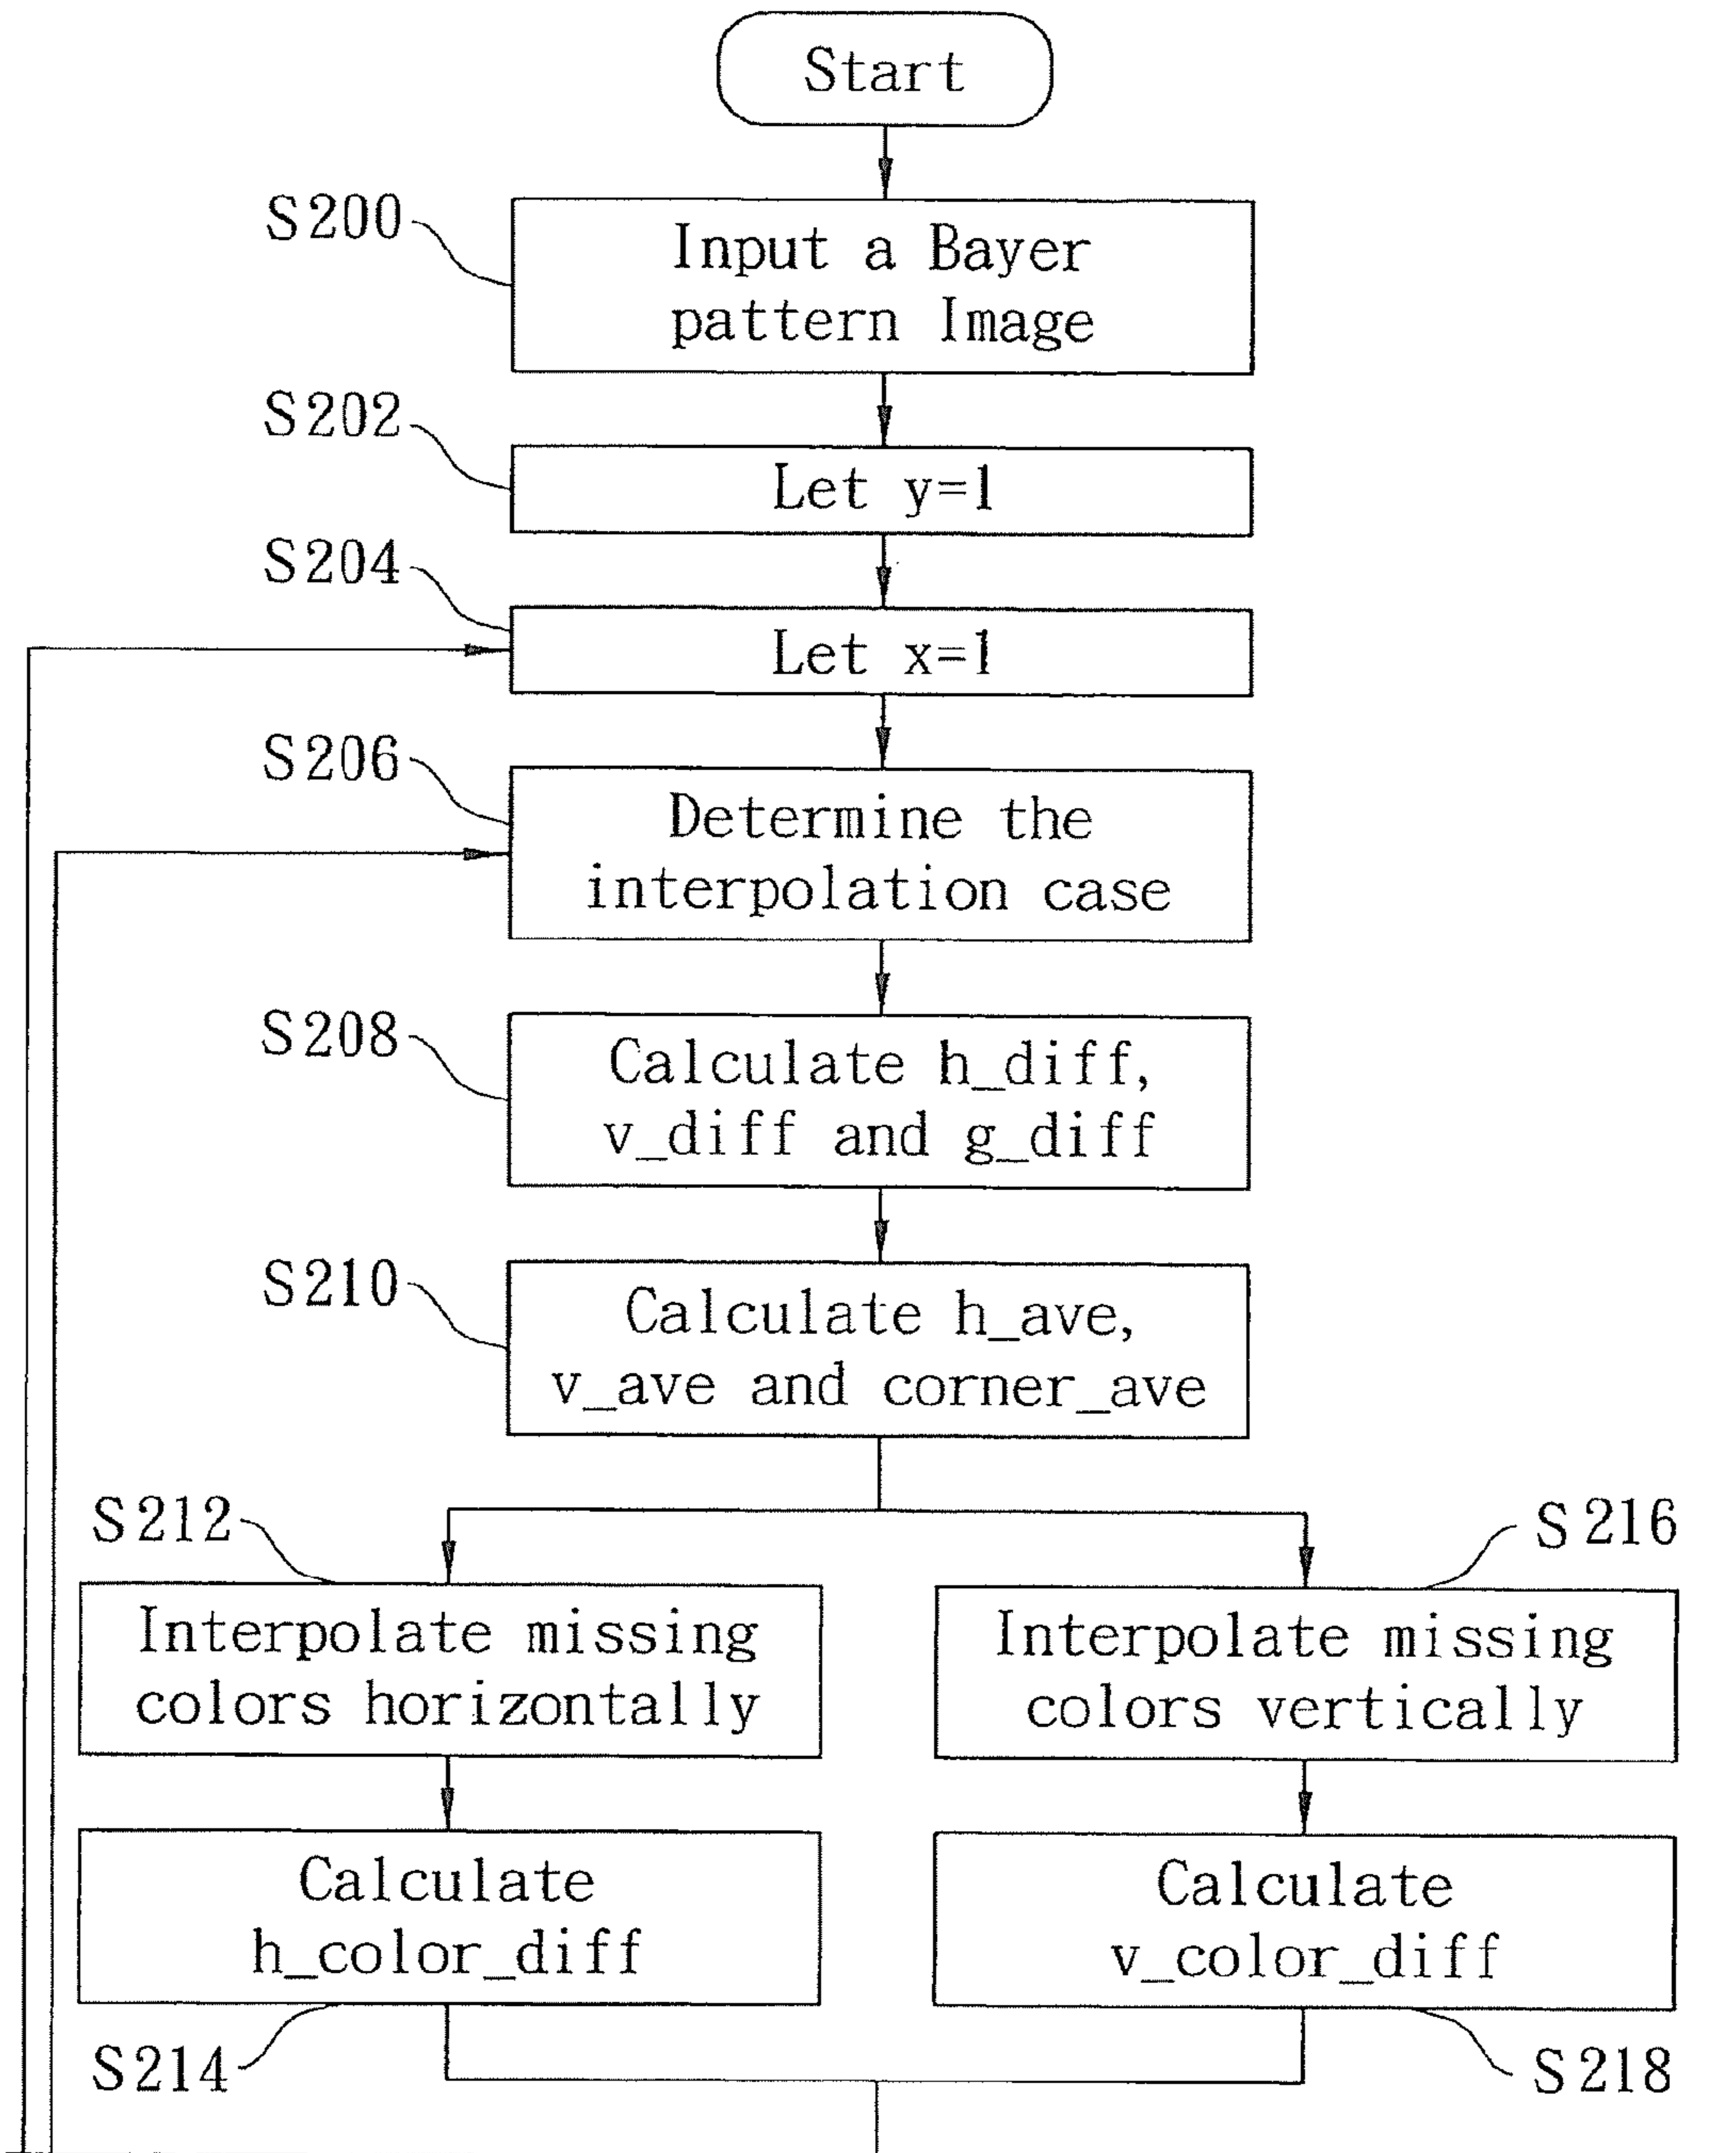 Start
S200
Input a Bayer
pattern Image
S202
Let y=1
S204
Let x=1
S206
Determine the
interpolation case
S208
Calculate h_diff,
v_diff and g_diff
S210
Calculate h_ave,
v_ave and corner_ave
S212
S216
Interpolate missing
colors horizontally
Interpolate missing
colors vertically
Calculate
h_color_diff
Calculate
v_color_diff
S214
S218